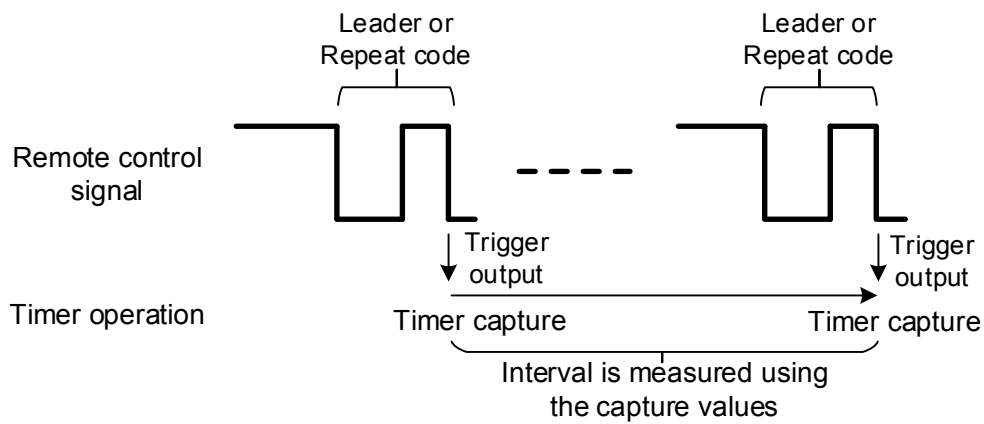 Leader or
Repeat code
Leader or
Repeat code
Remote control
signal
Trigger
output
Trigger
output
Timer operation
Timer capture
Timer capture
Interval is measured using
the capture values